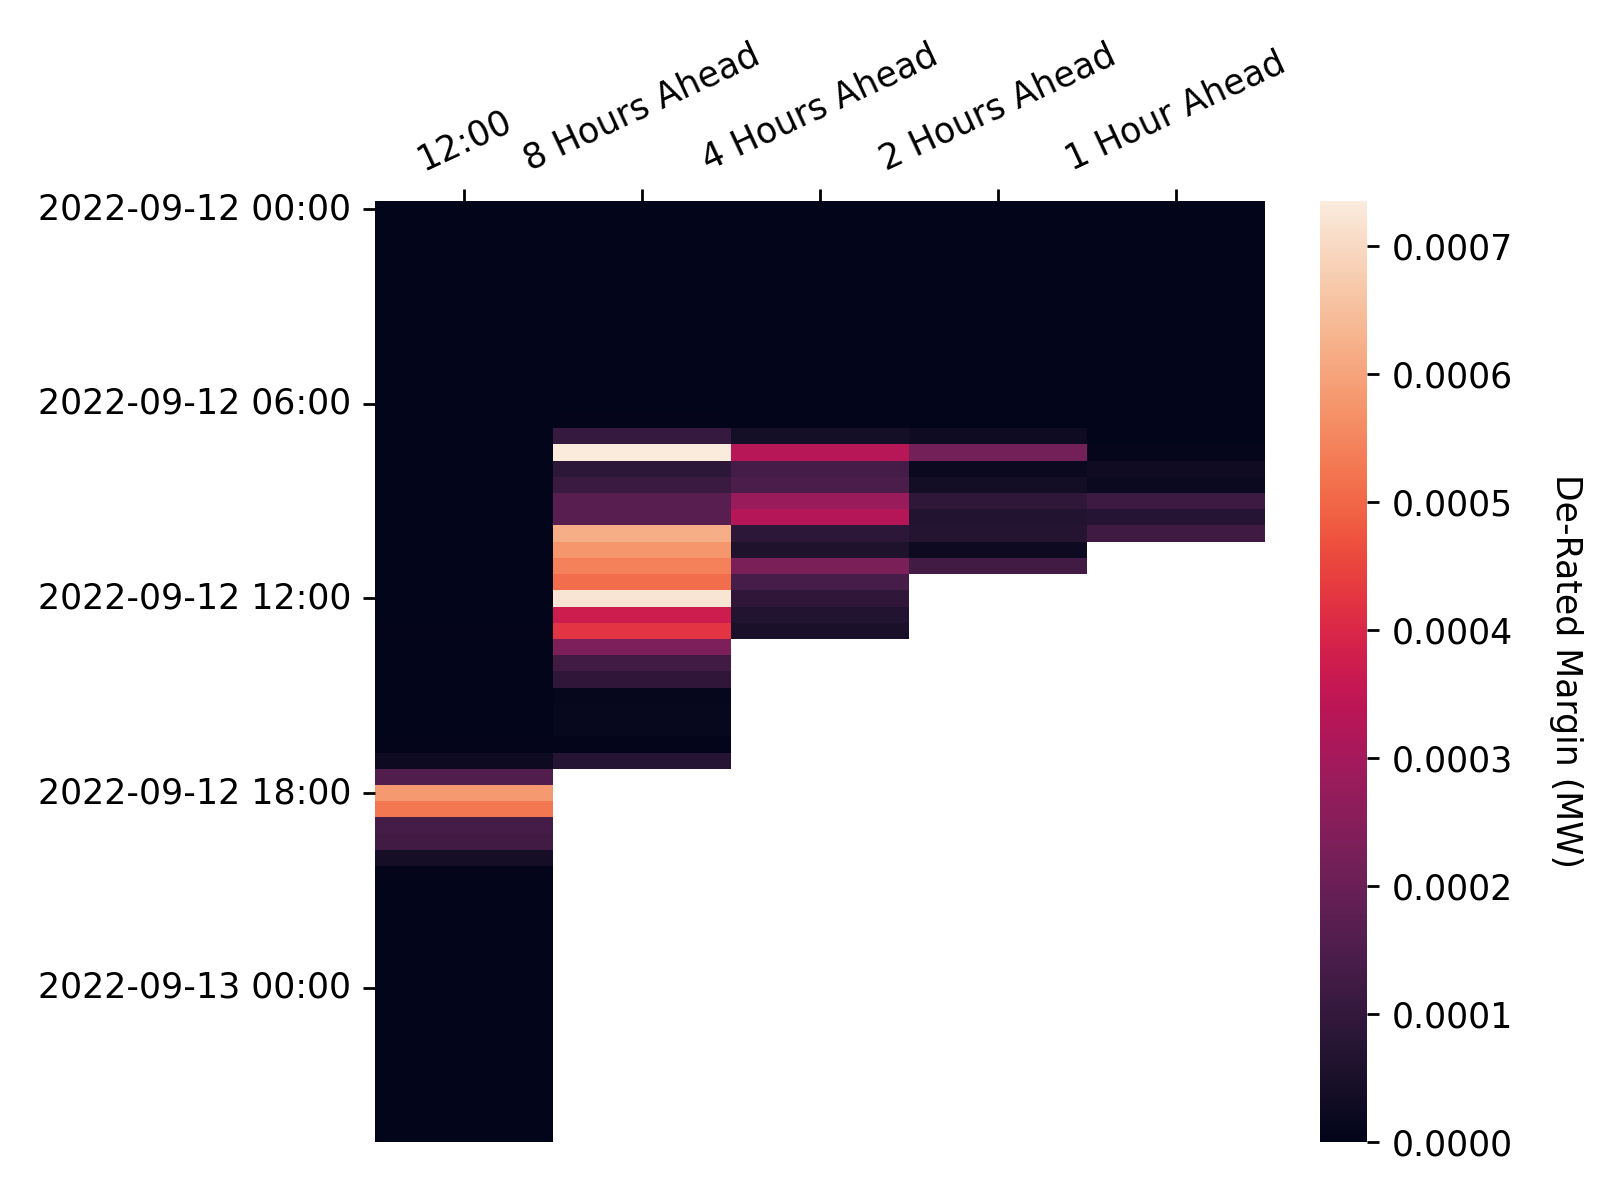 12:00
8 Hours Ahead
4 Hours Ahead
2 Hours Ahead
1 Hour Ahead
2022-09-12 00:00
2022-09-12 06:00
2022-09-12 12:00
2022-09-12 18:00
2022-09-13 00:00
0.0007
0.0006
0.0005
0.0004
0.0003
0.0002
0.0001
0.0000
De-Rated Margin (MW)